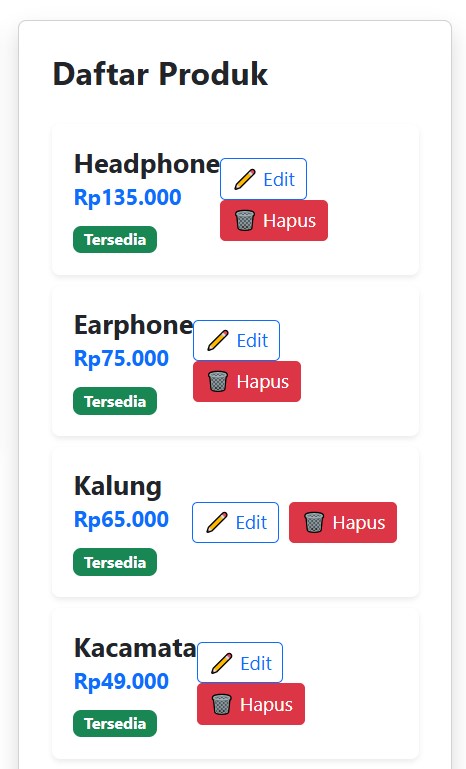 Daftar Produk
Headphone
Rp135.000
Tersedia
Edit
Hapus
Earphone
Rp75.000
Tersedia
Edit
Hapus
Kalung
Rp65.000
Tersedia
Edit
Hapus
Kacamata
Rp49.000
Tersedia
Edit
Hapus